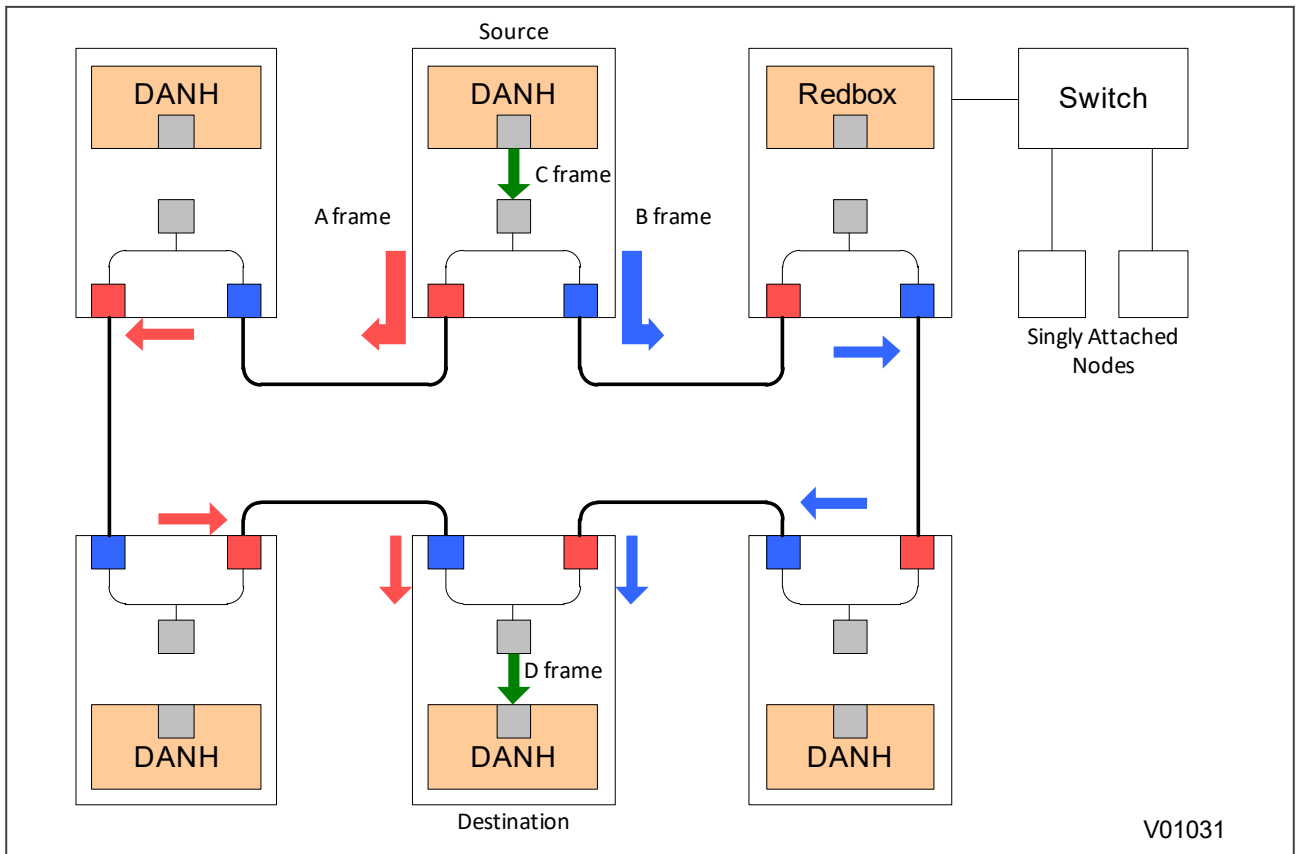 Source
DANH
DANH
Redbox
Switch
C frame
A frame
B frame
Singly Attached
Nodes
D frame
DANH
DANH
DANH
Destination
V01031